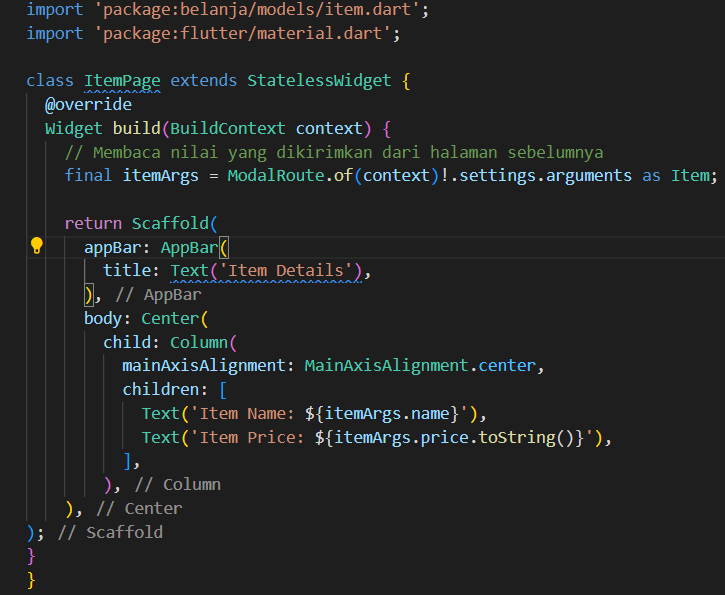 import 'package:belanja/models/item.dart';
import 'package:flutter/material.dart';

class ItemPage extends StatelessWidget {
  @override
  Widget build(BuildContext context) {
    // Membaca nilai yang dikirimkan dari halaman sebelumnya
    final itemArgs = ModalRoute.of(context)!.settings.arguments as Item;

    return Scaffold(
      appBar: AppBar(
        title: Text('Item Details'),
      ), // AppBar
      body: Center(
        child: Column(
          mainAxisAlignment: MainAxisAlignment.center,
          children: [
            Text('Item Name: ${itemArgs.name}'),
            Text('Item Price: ${itemArgs.price.toString()}'),
          ],
        ), // Column
    ), // Center
); // Scaffold
}
}